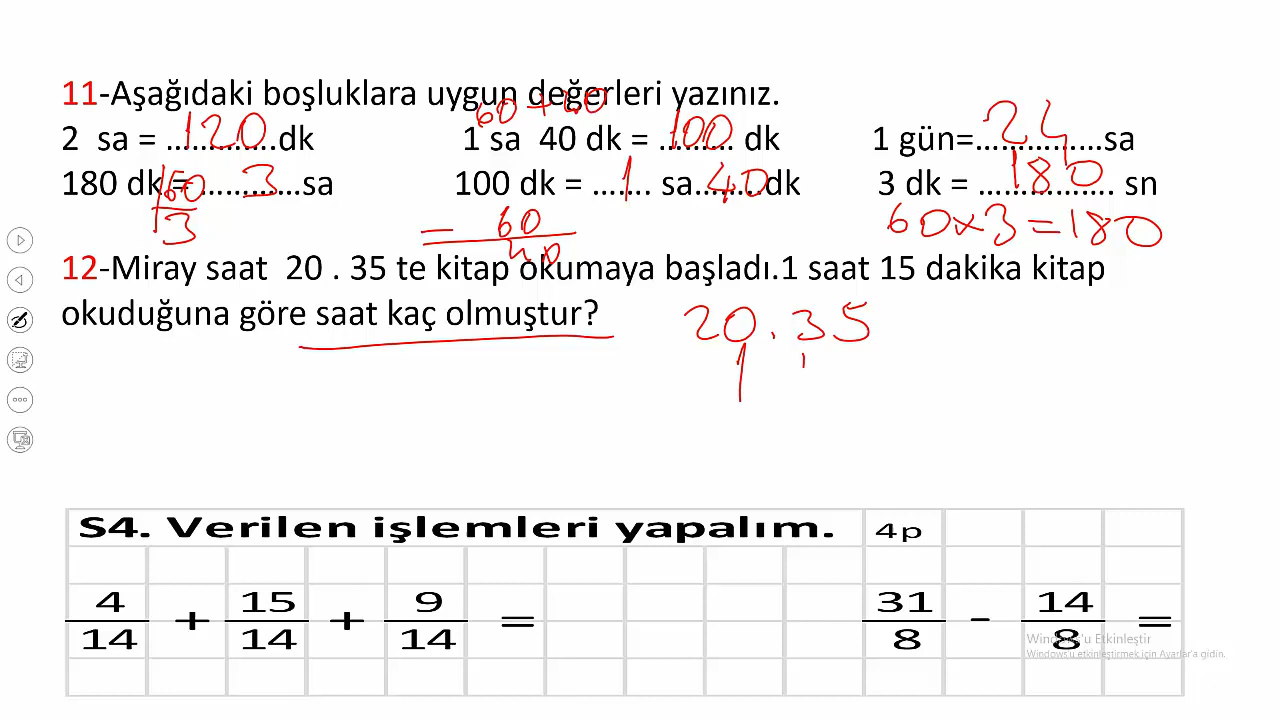 11-Aşağıdaki boşluklara uygun değerleri yazınız.
60+40
2 sa = ....120....dk 1 sa 40 dk = ...100... dk 1 gün=...24...sa
180 dk = ...3...sa 100 dk = ...1... sa...40...dk 3 dk = ...180... sn
3 = 60 60x3=180
40
12-Miray saat 20 . 35 te kitap okumaya başladı.1 saat 15 dakika kitap
okuduğuna göre saat kaç olmuştur? 20.35
1 1
S4. Verilen işlemleri yapalım. 4p
4/14 + 15/14 + 9/14 = 31/8 - 14/8 =
Windows'u Etkinleştir
Windows'u etkinleştirmek için Ayarlar'a gidin.